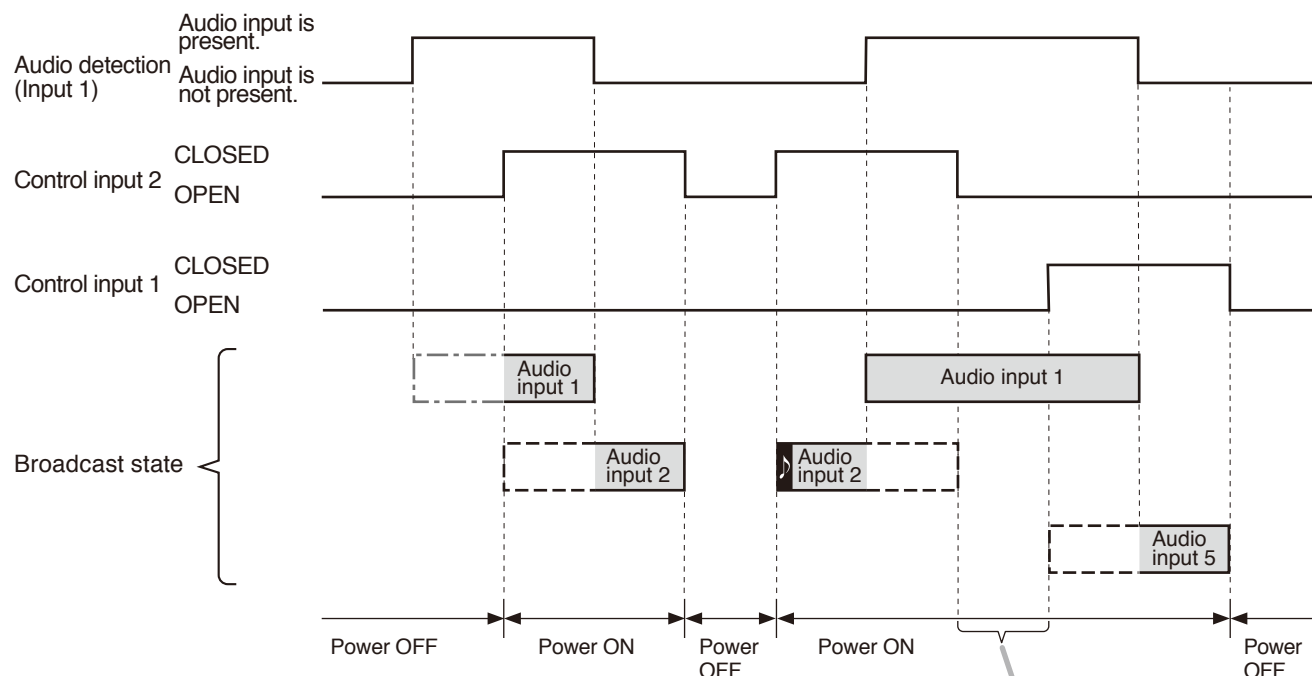 Audio input is
present.
Audio detection
(Input 1)
Audio input is
not present.
CLOSED
Control input 2
OPEN
CLOSED
Control input 1
OPEN
Audio
input 1
Audio input 1
Broadcast state
Audio
input 2
Audio
input 2
Audio
input 5
Power OFF
Power ON
Power
OFF
Power ON
Power
OFF